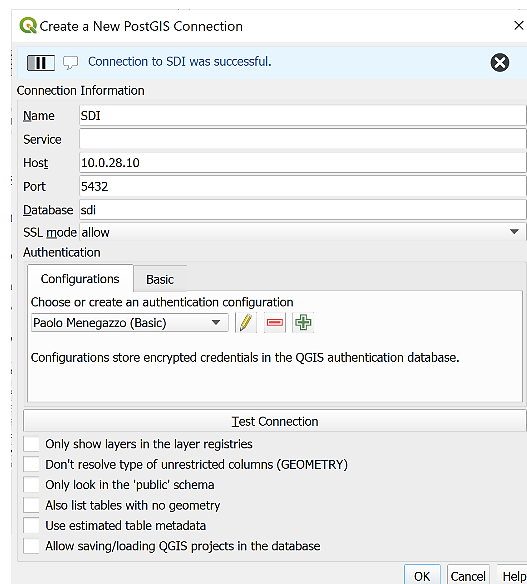 Create a New PostGIS Connection
Connection to SDI was successful.
Connection Information
Name SDI
Service
Host 10.0.28.10
Port 5432
Database sdi
SSL mode allow
Authentication
Configurations Basic
Choose or create an authentication configuration
Paolo Menegazzo (Basic)
Configurations store encrypted credentials in the QGIS authentication database.
Test Connection
Only show layers in the layer registries
Don't resolve type of unrestricted columns (GEOMETRY)
Only look in the 'public' schema
Also list tables with no geometry
Use estimated table metadata
Allow saving/loading QGIS projects in the database
OK Cancel Help